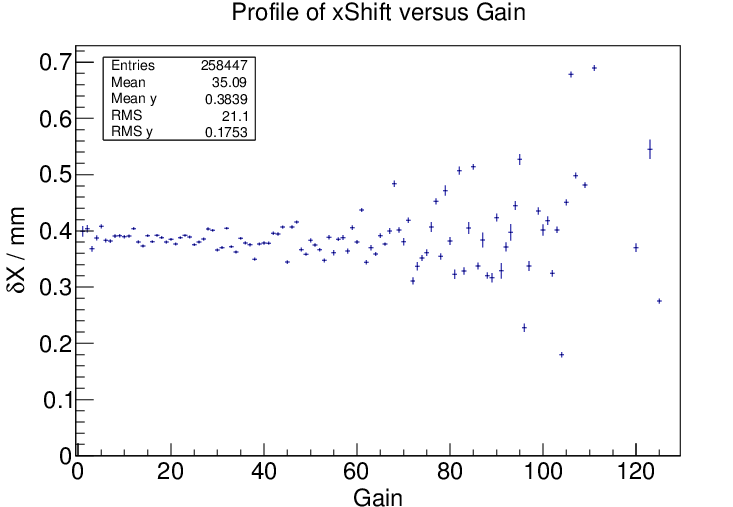 Profile of xShift versus Gain
Entries 258447
Mean 35.09
Mean y 0.3839
RMS 21.1
RMS y 0.1753
0.7
0.6
0.5
0.4
0.3
0.2
0.1
0
δX / mm
0 20 40 60 80 100 120
Gain